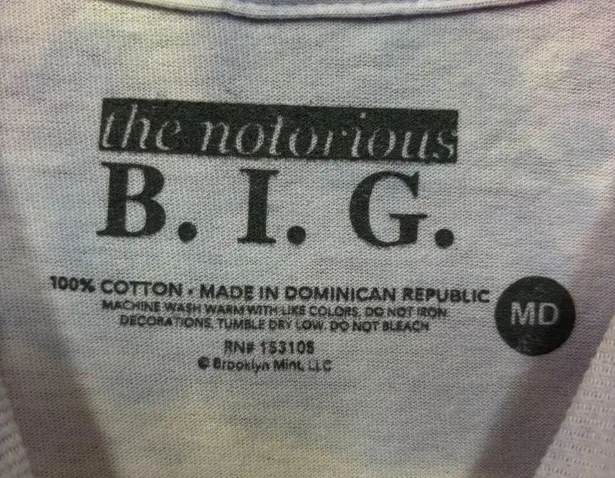 the notorious
B. I. G.
100% COTTON • MADE IN DOMINICAN REPUBLIC
MACHINE WASH WARM WITH LIKE COLORS, DO NOT IRON
DECORATIONS, TUMBLE DRY LOW. DO NOT BLEACH
MD
RN# 153105
© Brooklyn Mint, LLC